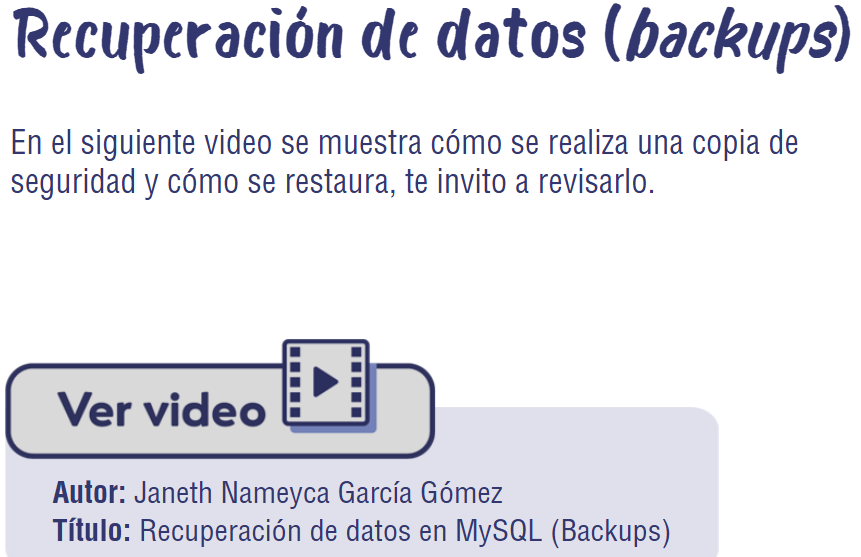 Recuperación de datos (backups)
En el siguiente video se muestra cómo se realiza una copia de
seguridad y cómo se restaura, te invito a revisarlo.
Ver video
Autor: Janeth Nameyca García Gómez
Título: Recuperación de datos en MySQL (Backups)